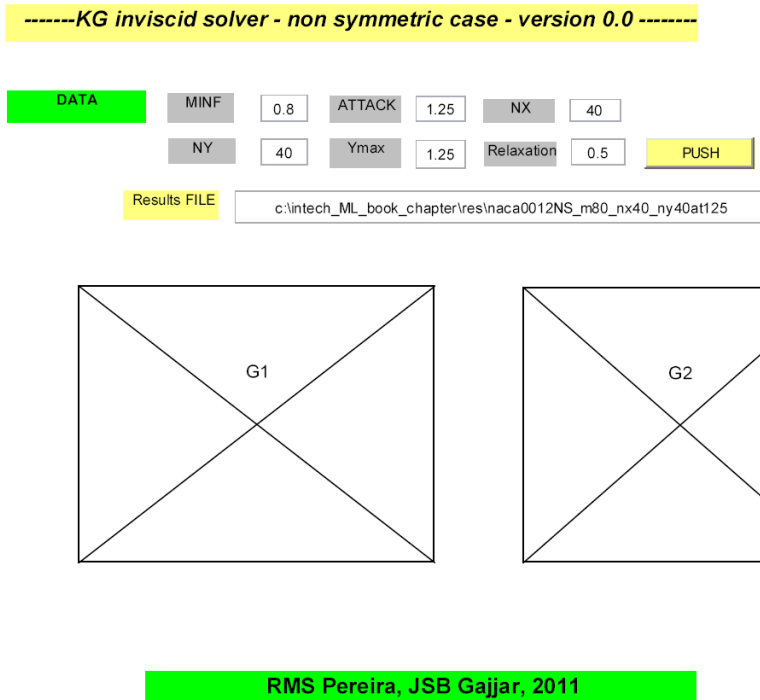 -------KG inviscid solver - non symmetric case - version 0.0 --------
DATA MINF 0.8 ATTACK 1.25 NX 40
NY 40 Ymax 1.25 Relaxation 0.5 PUSH
Results FILE c:\intech_ML_book_chapter\res\naca0012NS_m80_nx40_ny40at125
G1 G2
RMS Pereira, JSB Gajjar, 2011